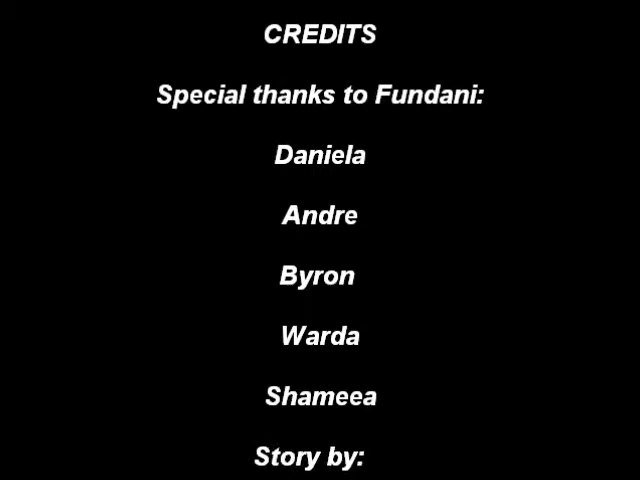 CREDITS
Special thanks to Fundani:
Daniela
Andre
Byron
Warda
Shameea
Story by: